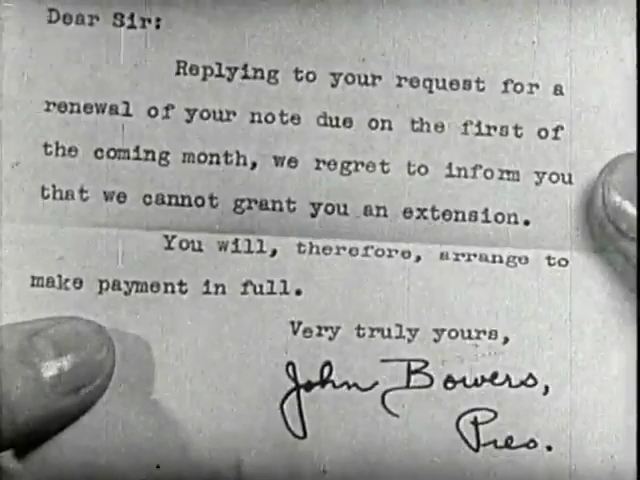 Dear Sir:
Replying to your request for a
renewal of your note due on the first of
the coming month, we regret to inform you
that we cannot grant you an extension.
You will, therefore, arrange to
make payment in full.
Very truly yours,
John Bowers,
Pres.